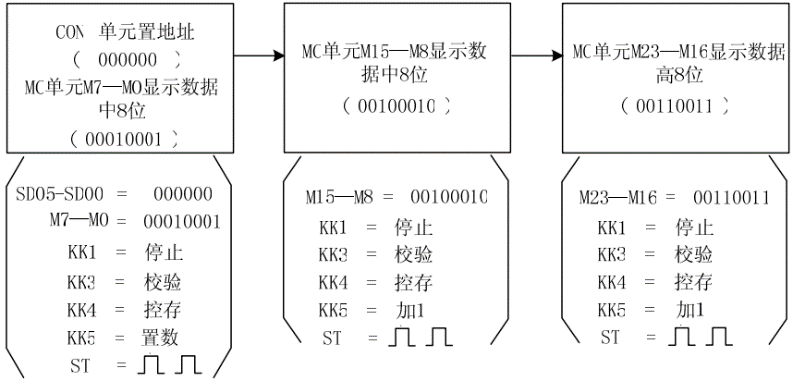 CON 单元置地址
（ 000000 ）
MC单元M7—M0显示数据
中8位
（ 00010001 ）
MC单元M15—M8显示数
据中8位
（ 00100010 ）
MC单元M23—M16显示数据
高8位
（ 00110011 ）
SD05-SD00 = 000000
M7—M0 = 00010001
KK1 = 停止
KK3 = 校验
KK4 = 控存
KK5 = 置数
ST =
M15—M8 = 00100010
KK1 = 停止
KK3 = 校验
KK4 = 控存
KK5 = 加1
ST =
M23—M16 = 00110011
KK1 = 停止
KK3 = 校验
KK4 = 控存
KK5 = 加1
ST =